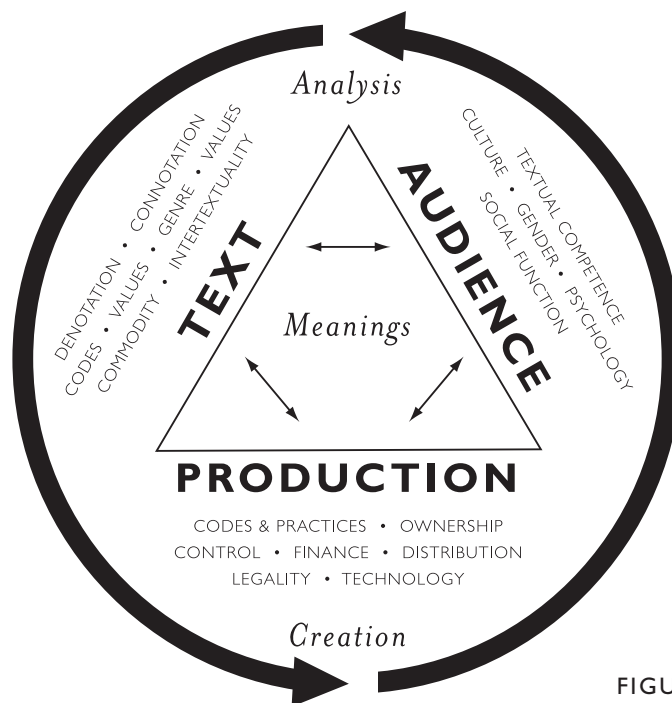 Analysis
DENOTATION • CONNOTATION
CODES • VALUES • GENRE • VALUES
COMMODITY • INTERTEXTUALITY
TEXT
AUDIENCE
TEXTUAL COMPETENCE
CULTURE • GENDER • PSYCHOLOGY
SOCIAL FUNCTION
Meanings
PRODUCTION
CODES & PRACTICES • OWNERSHIP
CONTROL • FINANCE • DISTRIBUTION
LEGALITY • TECHNOLOGY
Creation
FIGU